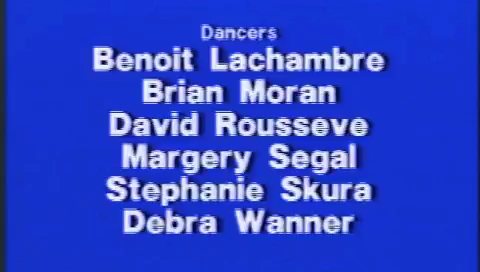 Dancers
Benoit Lachambre
Brian Moran
David Rousseve
Margery Segal
Stephanie Skura
Debra Wanner